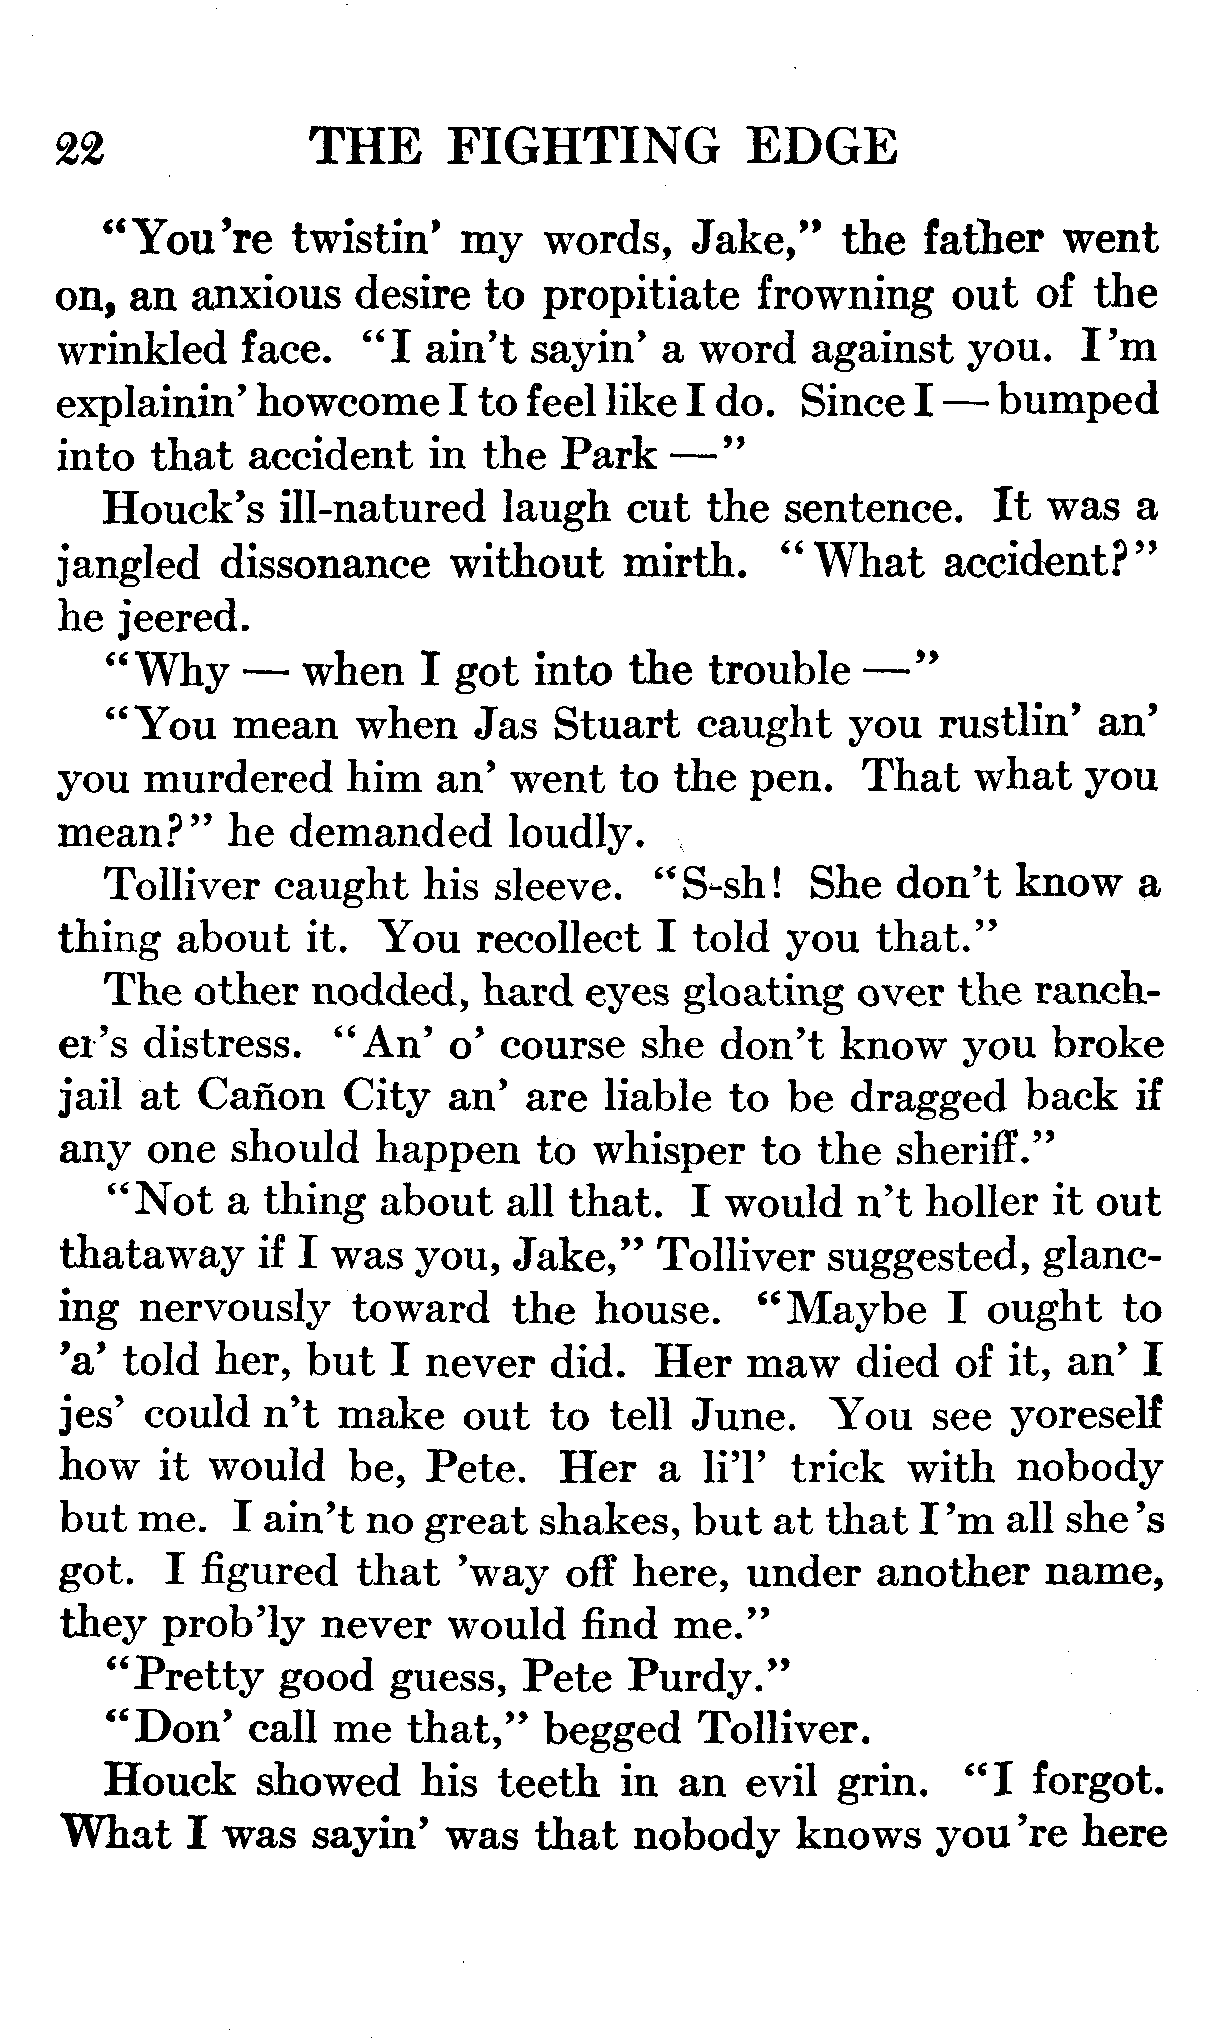 22 THE FIGHTING EDGE
"You're twistin' my words, Jake," the father went
on, an anxious desire to propitiate frowning out of the
wrinkled face. "I ain't sayin' a word against you. I'm
explainin' howcome I to feel like I do. Since I — bumped
into that accident in the Park —"
Houck's ill-natured laugh cut the sentence. It was a
jangled dissonance without mirth. "What accident?"
he jeered.
"Why — when I got into the trouble —"
"You mean when Jas Stuart caught you rustlin' an'
you murdered him an' went to the pen. That what you
mean?" he demanded loudly.
Tolliver caught his sleeve. "S-sh! She don't know a
thing about it. You recollect I told you that."
The other nodded, hard eyes gloating over the ranch-
er's distress. "An' o' course she don't know you broke
jail at Cañon City an' are liable to be dragged back if
any one should happen to whisper to the sheriff."
"Not a thing about all that. I would n't holler it out
thataway if I was you, Jake," Tolliver suggested, glanc-
ing nervously toward the house. "Maybe I ought to
'a' told her, but I never did. Her maw died of it, an' I
jes' could n't make out to tell June. You see yoreself
how it would be, Pete. Her a li'l' trick with nobody
but me. I ain't no great shakes, but at that I'm all she's
got. I figured that 'way off here, under another name,
they prob'ly never would find me."
"Pretty good guess, Pete Purdy."
"Don' call me that," begged Tolliver.
Houck showed his teeth in an evil grin. "I forgot.
What I was sayin' was that nobody knows you're here